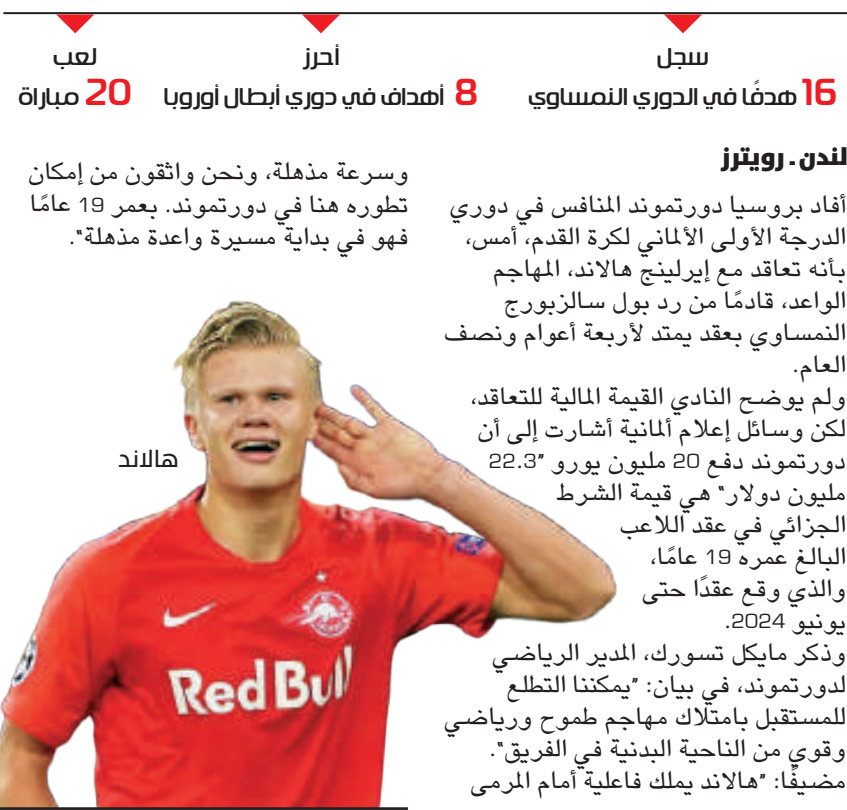 سجل
16 هدفًا في الدوري النمساوي
أحرز
8 أهداف في دوري أبطال أوروبا
لعب
20 مباراة
لندن ـ رويترز
أفاد بروسيا دورتموند المنافس في دوري
الدرجة الأولى الألماني لكرة القدم، أمس،
بأنه تعاقد مع إيرلينج هالاند، المهاجم
الواعد، قادمًا من رد بول سالزبورج
النمساوي بعقد يمتد لأربعة أعوام ونصف
العام.
ولم يوضح النادي القيمة المالية للتعاقد،
لكن وسائل إعلام ألمانية أشارت إلى أن
دورتموند دفع 20 مليون يورو "22.3
مليون دولار" هي قيمة الشرط
الجزائي في عقد اللاعب
البالغ عمره 19 عامًا،
والذي وقع عقدًا حتى
يونيو 2024.
وذكر مايكل تسورك، المدير الرياضي
لدورتموند، في بيان: "يمكننا التطلع
للمستقبل بامتلاك مهاجم طموح ورياضي
وقوي من الناحية البدنية في الفريق".
مضيفًا: "هالاند يملك فاعلية أمام المرمى
وسرعة مذهلة، ونحن واثقون من إمكان
تطوره هنا في دورتموند. بعمر 19 عامًا
فهو في بداية مسيرة واعدة مذهلة".
هالاند
Red Bull